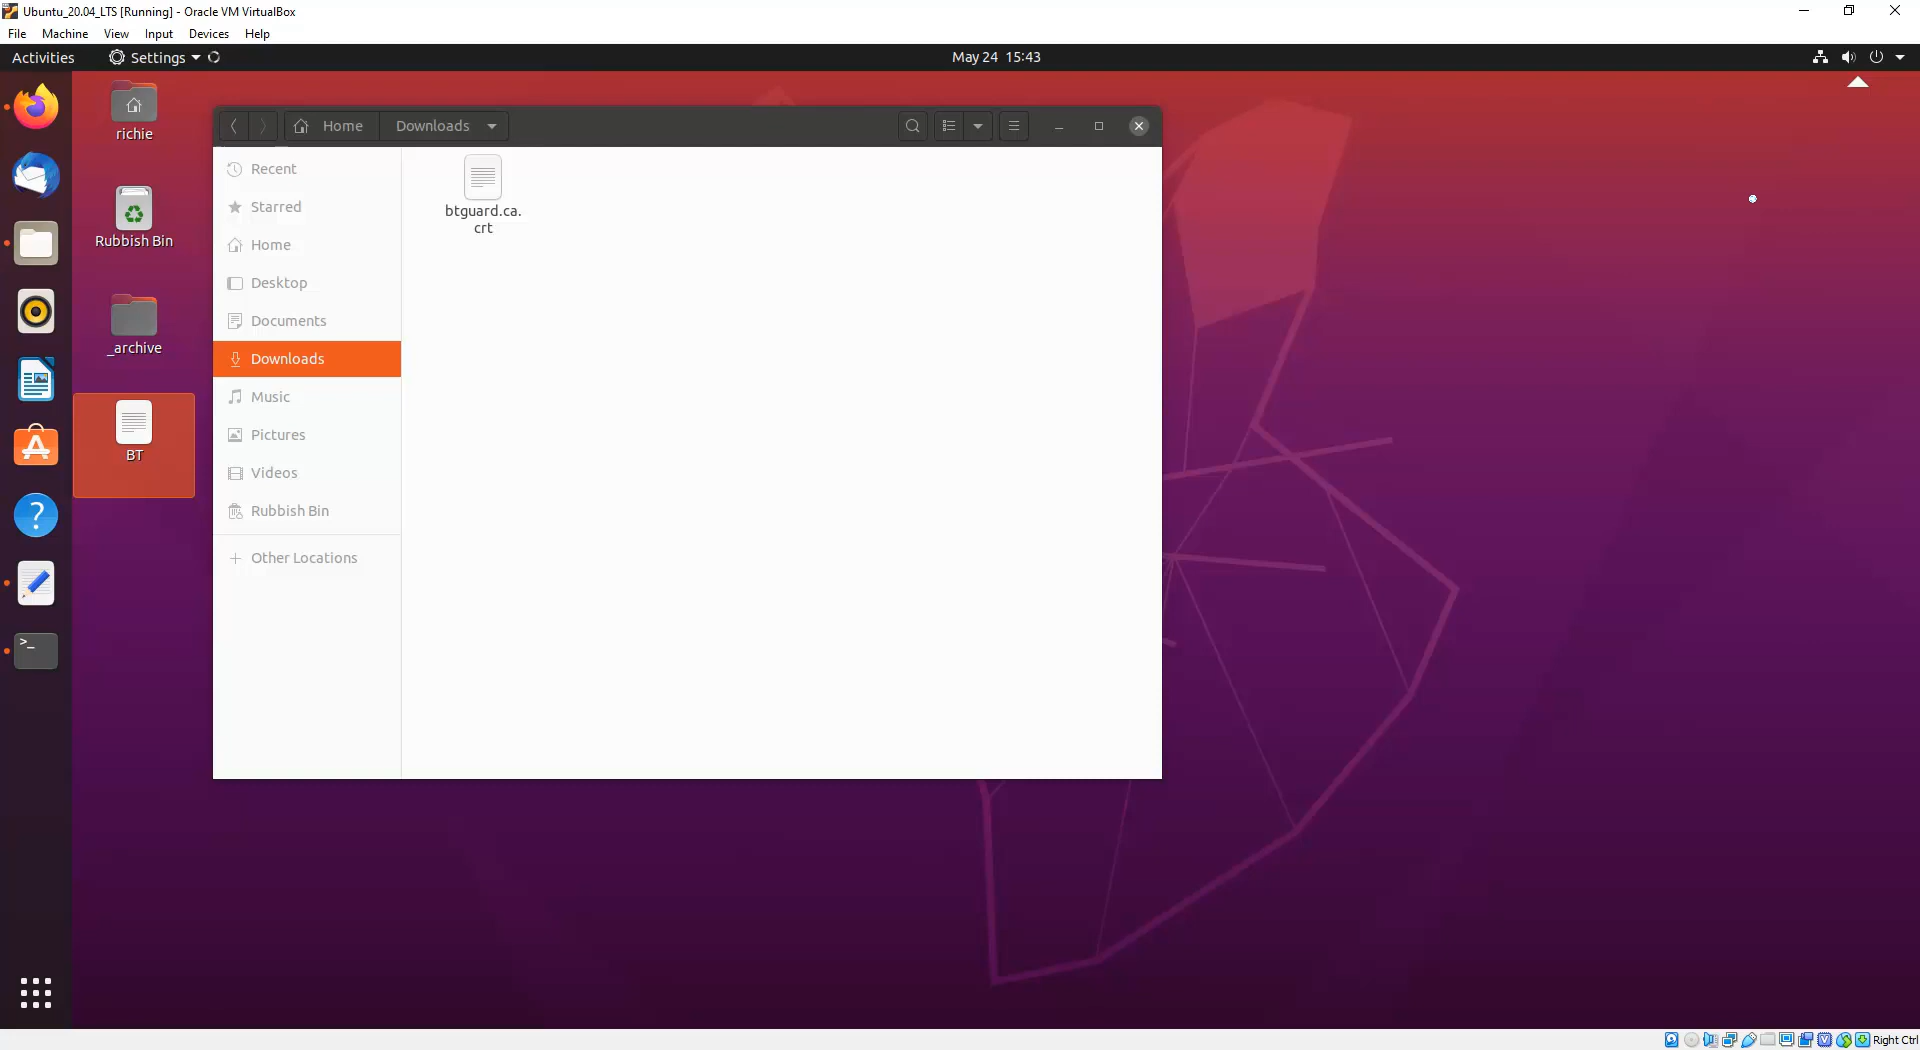 Ubuntu_20.04_LTS [Running] - Oracle VM VirtualBox
File Machine View Input Devices Help
Activities Settings May 24 15:43
richie
Rubbish Bin
_archive
BT
Home Downloads
Recent
Starred
Home
Desktop
Documents
Downloads
Music
Pictures
Videos
Rubbish Bin
Other Locations
btguard.ca.
crt
Right Ctrl